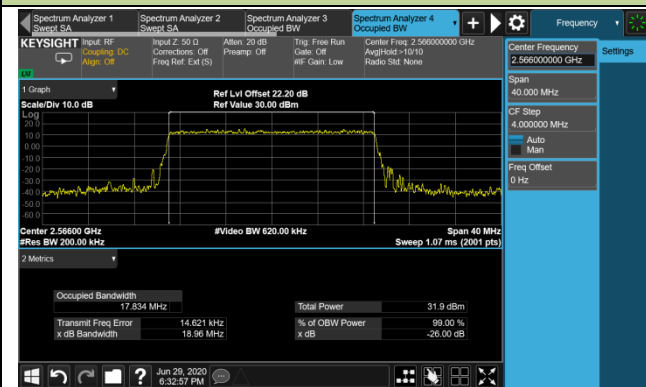 Spectrum Analyzer 1
Swept SA
Spectrum Analyzer 2
Swept SA
Spectrum Analyzer 3
Occupied BW
Spectrum Analyzer 4
Occupied BW
Frequency
KEYSIGHT
Input: RF
Coupling: DC
Align: Off
Input Z: 50 Ω
Corrections: Off
Freq Ref: Ext (S)
Atten: 20 dB
Preamp: Off
Trig: Free Run
Gate: Off
#IF Gain: Low
Center Freq: 2.566000000 GHz
Avg|Hold:>10/10
Radio Std: None
LXI
Center Frequency
2.566000000 GHz
Settings
Span
40.000 MHz
CF Step
4.000000 MHz
Auto
Man
Freq Offset
0 Hz
1 Graph
Scale/Div 10.0 dB
Ref Lvl Offset 22.20 dB
Ref Value 30.00 dBm
Log
20.0
10.0
0.00
-10.0
-20.0
-30.0
-40.0
-50.0
-60.0
Center 2.56600 GHz
#Video BW 620.00 kHz
Span 40 MHz
#Res BW 200.00 kHz
Sweep 1.07 ms (2001 pts)
2 Metrics
Occupied Bandwidth
17.834 MHz
Total Power
31.9 dBm
Transmit Freq Error
14.621 kHz
% of OBW Power
99.00 %
x dB Bandwidth
18.96 MHz
x dB
-26.00 dB
?
Jun 29, 2020
6:32:57 PM